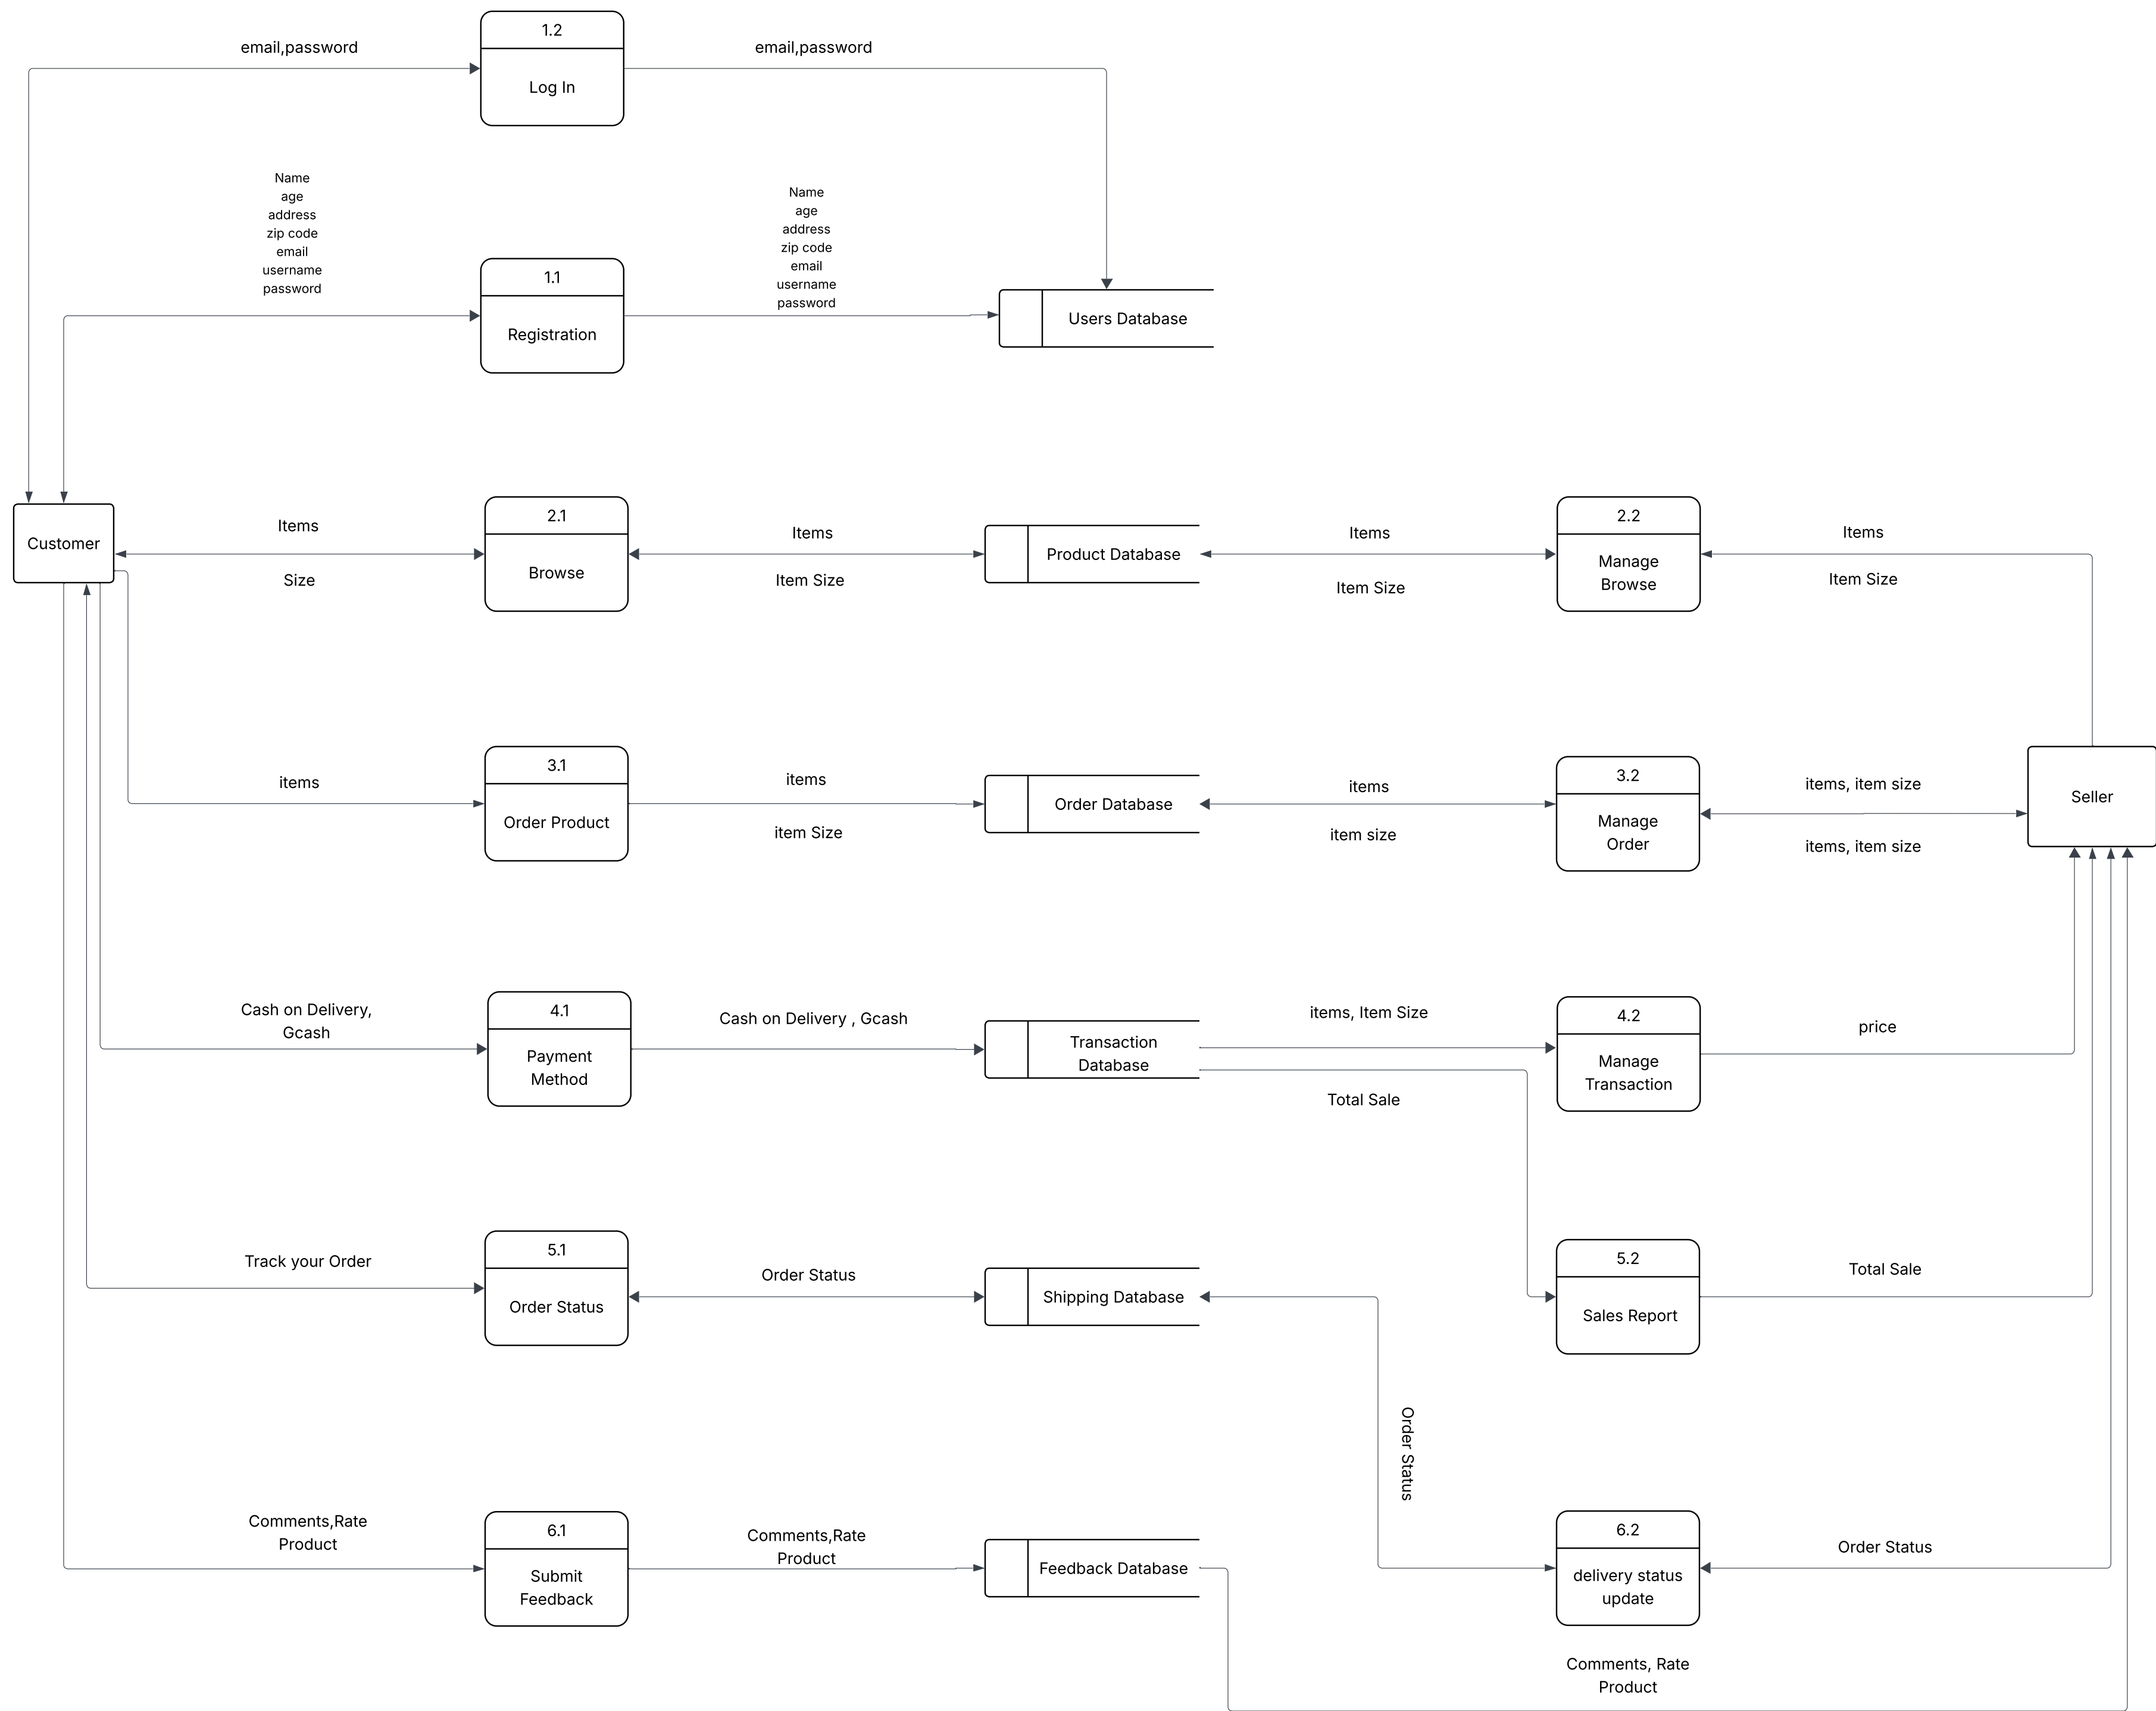 1.2
email,password
email,password
Log In
Name
age
address
zip code
email
username
password
Name
age
address
zip code
email
username
password
1.1
Registration
Users Database
Customer
Items
Size
2.1
Browse
Items
Item Size
Product Database
Items
Item Size
2.2
Manage
Browse
Items
Item Size
items
3.1
Order Product
items
item Size
Order Database
items
item size
3.2
Manage
Order
items, item size
items, item size
Seller
Cash on Delivery,
Gcash
4.1
Payment
Method
Cash on Delivery , Gcash
Transaction
Database
items, Item Size
Total Sale
4.2
Manage
Transaction
price
Track your Order
5.1
Order Status
Order Status
Shipping Database
5.2
Sales Report
Total Sale
Order Status
Comments,Rate
Product
6.1
Submit
Feedback
Comments,Rate
Product
Feedback Database
6.2
delivery status
update
Order Status
Comments, Rate
Product